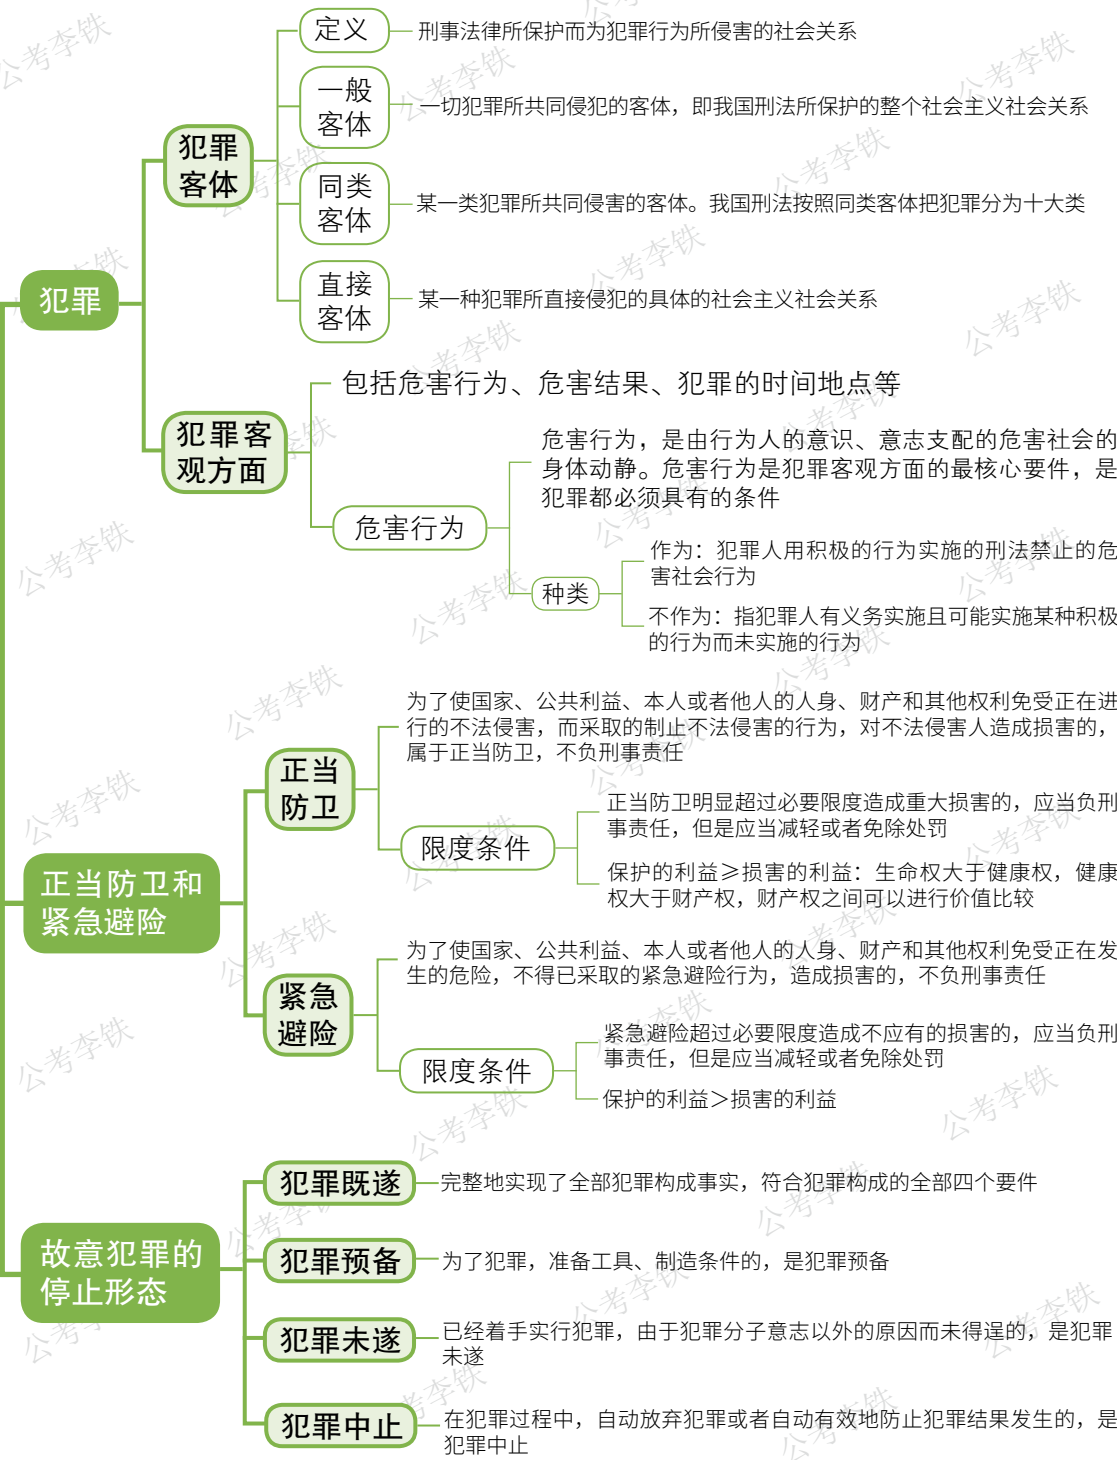 犯罪
犯罪
客体
定义
刑事法律所保护而为犯罪行为所侵害的社会关系
一般
客体
一切犯罪所共同侵犯的客体，即我国刑法所保护的整个社会主义社会关系
同类
客体
某一类犯罪所共同侵害的客体。我国刑法按照同类客体把犯罪分为十大类
直接
客体
某一种犯罪所直接侵犯的具体的社会主义社会关系
犯罪客
观方面
包括危害行为、危害结果、犯罪的时间地点等
危害行为
危害行为，是由行为人的意识、意志支配的危害社会的
身体动静。危害行为是犯罪客观方面的最核心要件，是
犯罪都必须具有的条件
种类
作为：犯罪人用积极的行为实施的刑法禁止的危
害社会行为
不作为：指犯罪人有义务实施且可能实施某种积极
的行为而未实施的行为
正当防卫和
紧急避险
正当
防卫
为了使国家、公共利益、本人或者他人的人身、财产和其他权利免受正在进
行的不法侵害，而采取的制止不法侵害的行为，对不法侵害人造成损害的，
属于正当防卫，不负刑事责任
限度条件
正当防卫明显超过必要限度造成重大损害的，应当负刑
事责任，但是应当减轻或者免除处罚
保护的利益≥损害的利益：生命权大于健康权，健康
权大于财产权，财产权之间可以进行价值比较
紧急
避险
为了使国家、公共利益、本人或者他人的人身、财产和其他权利免受正在发
生的危险，不得已采取的紧急避险行为，造成损害的，不负刑事责任
限度条件
紧急避险超过必要限度造成不应有的损害的，应当负刑
事责任，但是应当减轻或者免除处罚
保护的利益＞损害的利益
故意犯罪的
停止形态
犯罪既遂
完整地实现了全部犯罪构成事实，符合犯罪构成的全部四个要件
犯罪预备
为了犯罪，准备工具、制造条件的，是犯罪预备
犯罪未遂
已经着手实行犯罪，由于犯罪分子意志以外的原因而未得逞的，是犯罪
未遂
犯罪中止
在犯罪过程中，自动放弃犯罪或者自动有效地防止犯罪结果发生的，是
犯罪中止
公考李铁